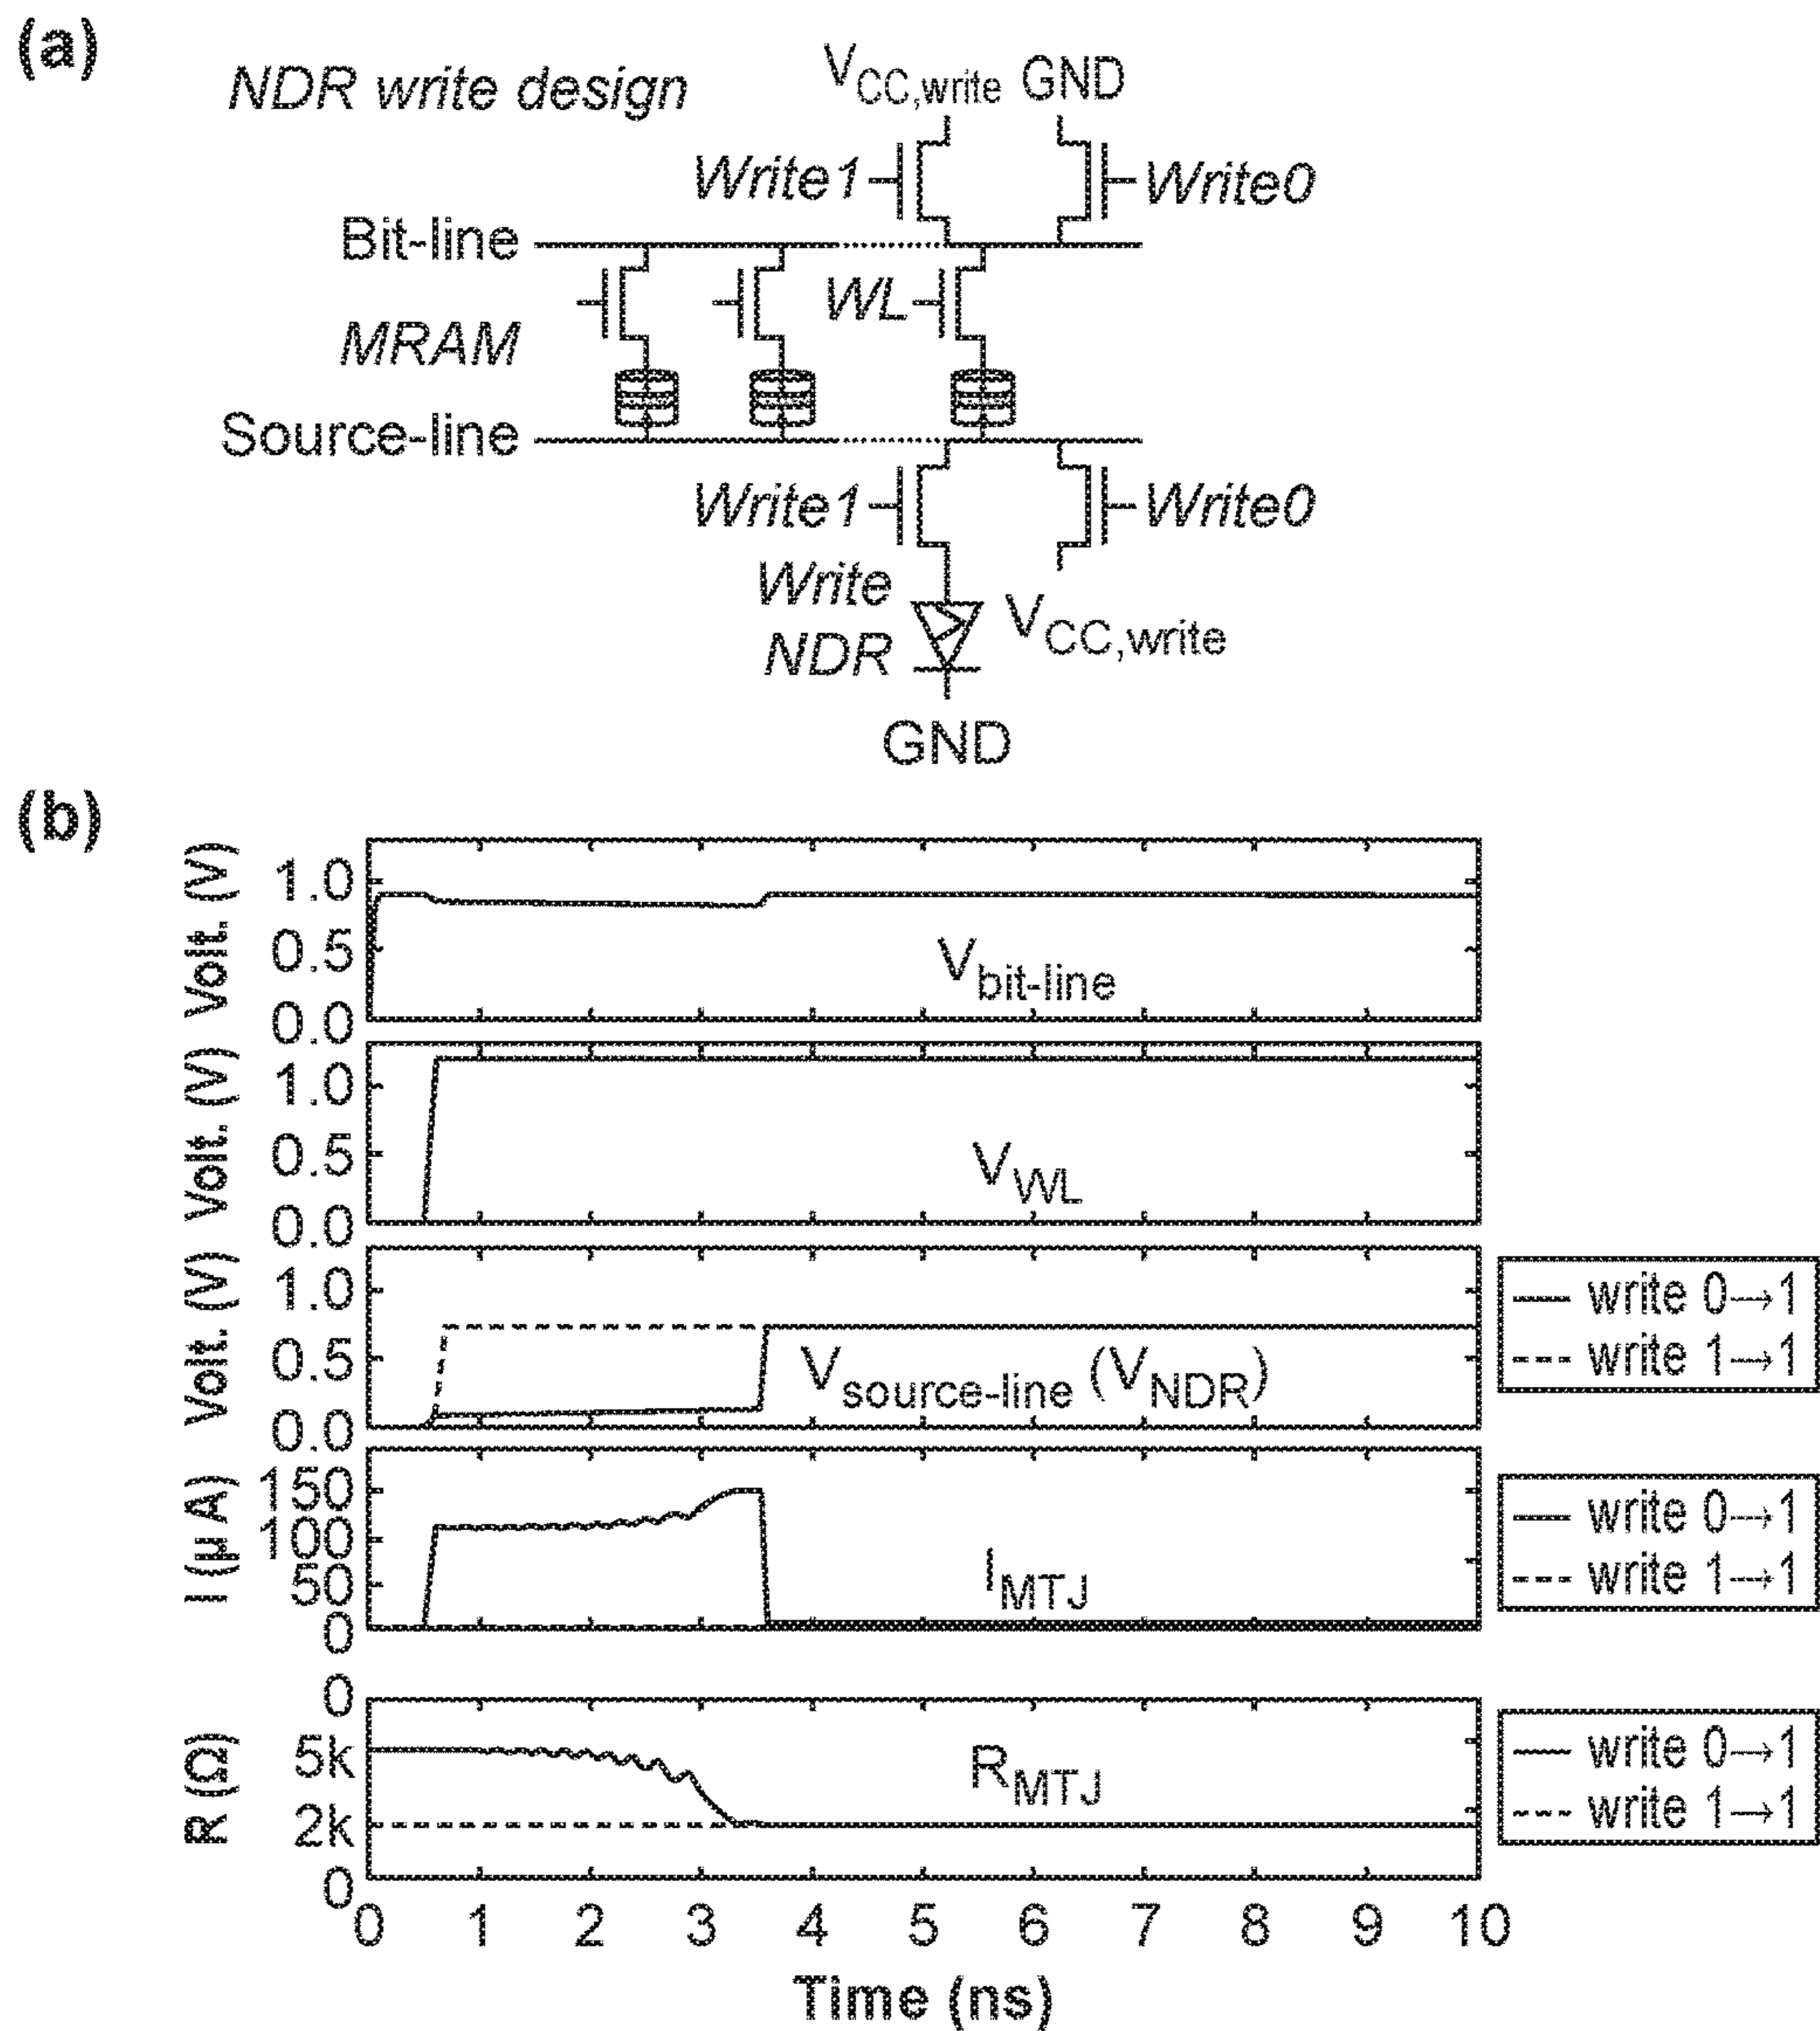 (a)
NDR write design
VCC,write GND
Write1 Write0
Bit-line
WL
MRAM
Source-line
Write1 Write0
Write
NDR
VCC,write
GND
(b)
Volt. (V)
1.0
0.5
0.0
Vbit-line
Volt. (V)
1.0
0.5
0.0
VWL
Volt. (V)
1.0
0.5
0.0
Vsource-line (VNDR)
write 0→1
write 1→1
I (μ A)
150
100
50
0
IMTJ
write 0→1
write 1→1
R (Ω)
0
5k
2k
0
RMTJ
write 0→1
write 1→1
0 1 2 3 4 5 6 7 8 9 10
Time (ns)